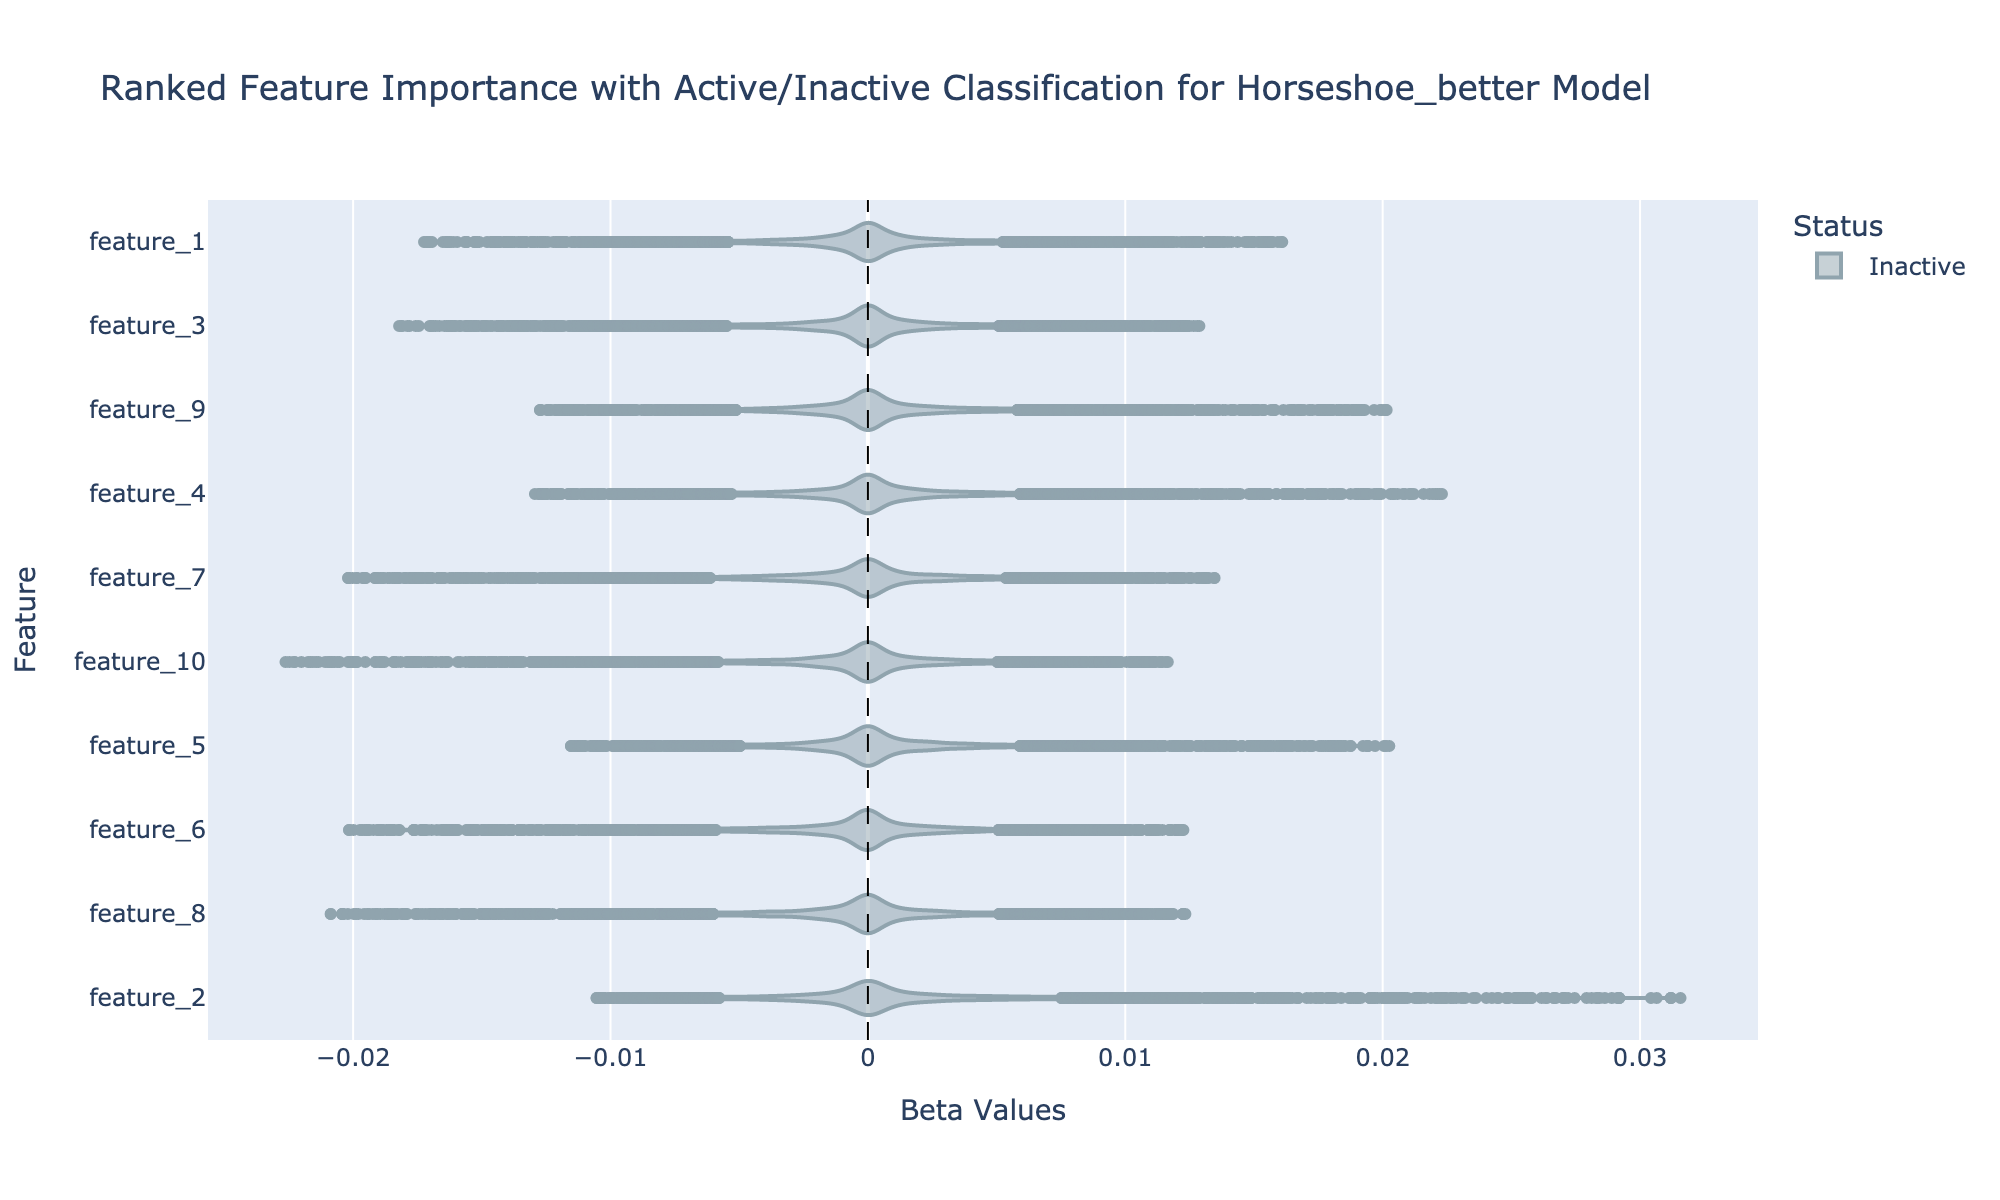 Ranked Feature Importance with Active/Inactive Classification for Horseshoe_better Model
Status
Inactive
Feature
feature_1
feature_3
feature_9
feature_4
feature_7
feature_10
feature_5
feature_6
feature_8
feature_2
−0.02
−0.01
0
0.01
0.02
0.03
Beta Values